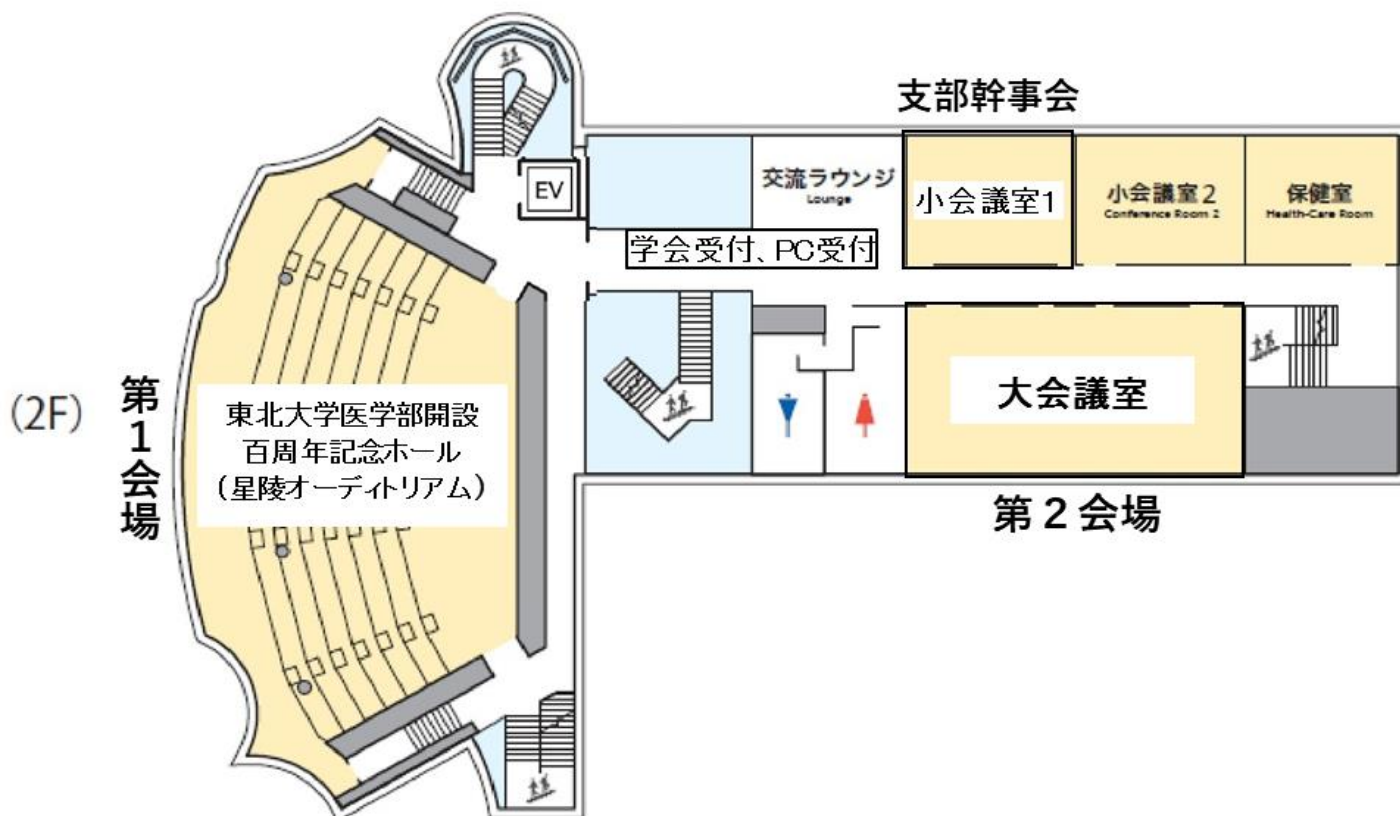 支部幹事会
EV
交流ラウンジ
Lounge
小会議室1
小会議室2
Conference Room 2
保健室
Health-Care Room
学会受付、PC受付
(2F)
第1会場
東北大学医学部開設
百周年記念ホール
(星陵オーディトリアム)
大会議室
第2会場